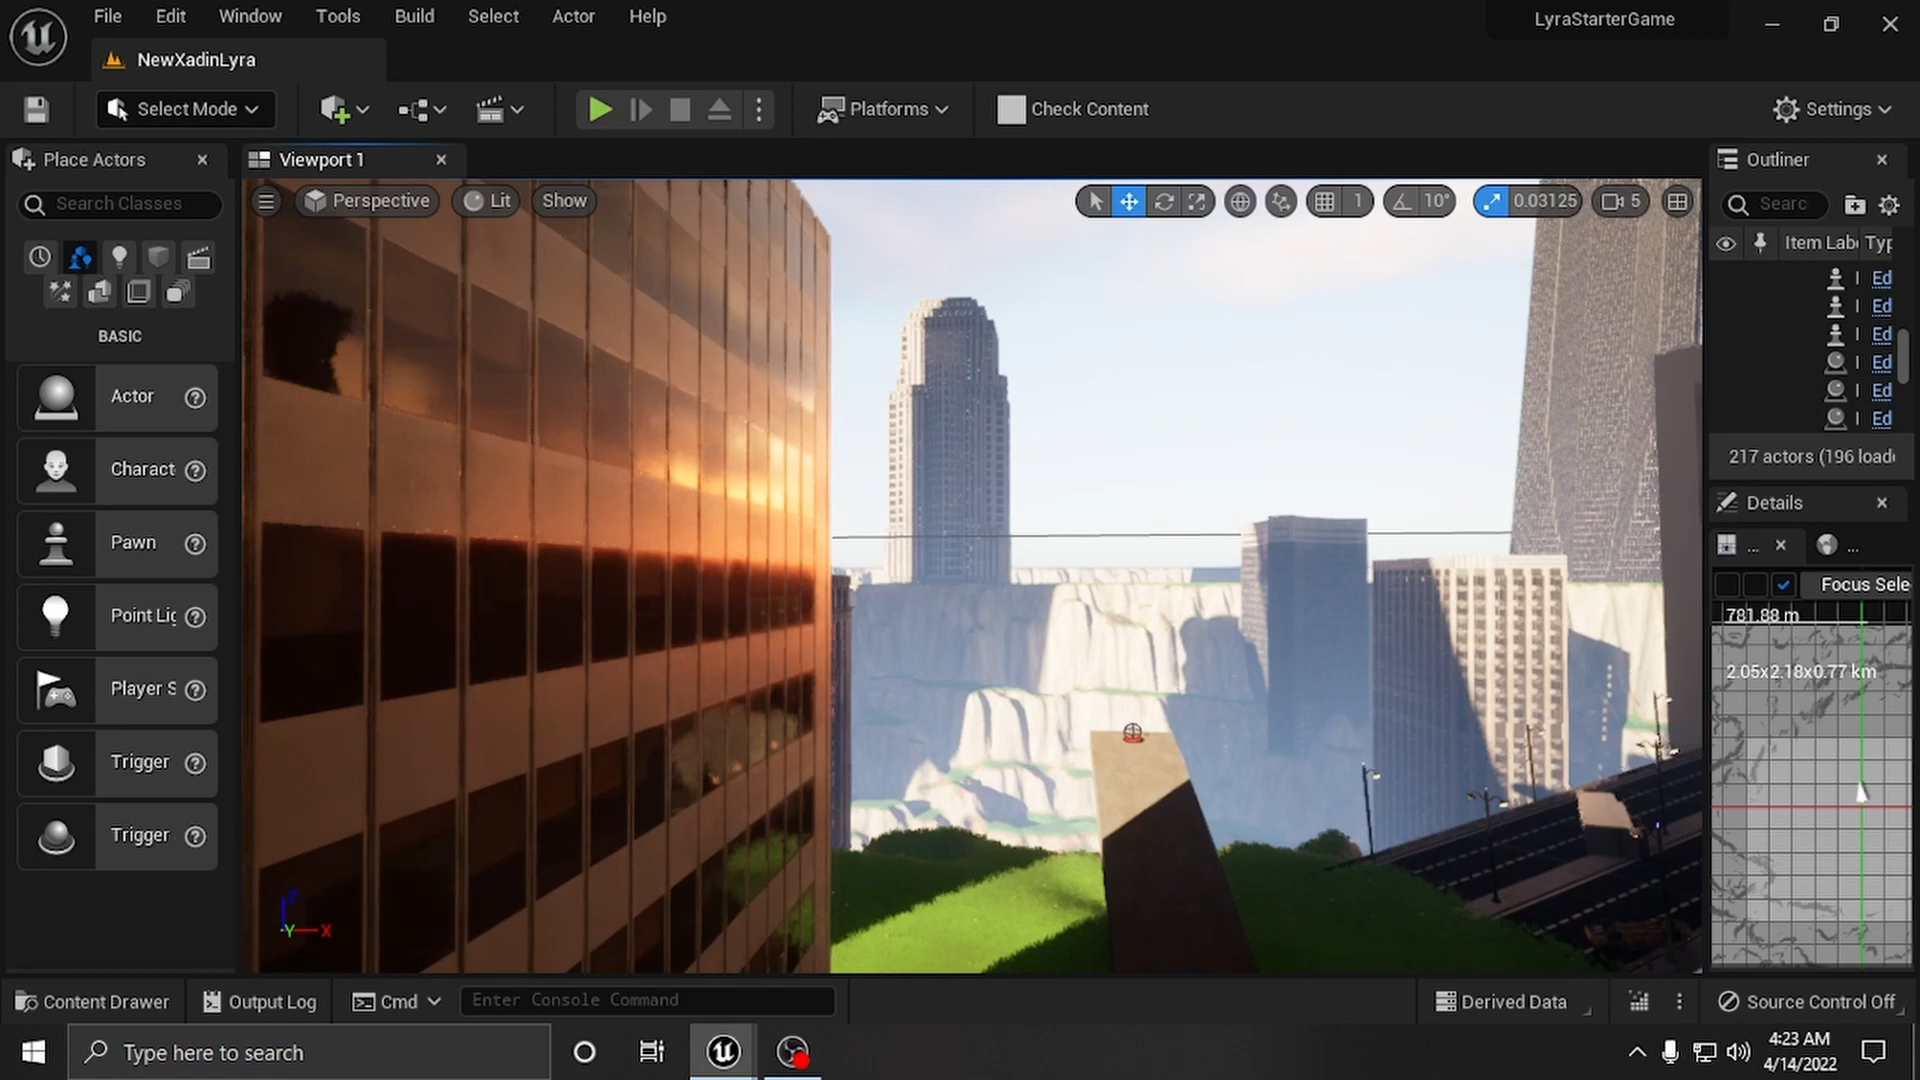 File Edit Window Tools Build Select Actor Help
LyraStarterGame
NewXadinLyra
Select Mode
Platforms
Check Content
Settings
Place Actors
Viewport 1
Outliner
Search Classes
Perspective
Lit
Show
1
10°
0.03125
5
Searc
Item Lab
Typ
Ed
Ed
Ed
Ed
Ed
Ed
BASIC
217 actors (196 load
Actor
Charact
Pawn
Point Lig
Player S
Trigger
Trigger
Details
...
...
Focus Sele
781.88 m
2.05x2.18x0.77 km
Z
Y
X
Content Drawer
Output Log
Cmd
Enter Console Command
Derived Data
Source Control Off
Type here to search
4:23 AM
4/14/2022